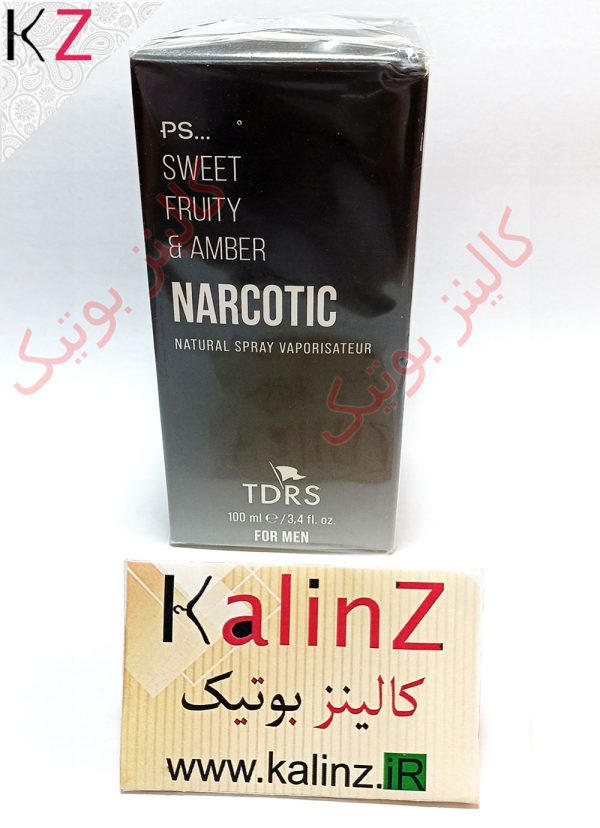 KZ
PS...
SWEET
FRUITY
& AMBER
NARCOTIC
NATURAL SPRAY VAPORISATEUR
TDRS
100 ml ℮/3,4 fl. oz.
FOR MEN
کالینز بوتیک
کالینز بوتیک
KalinZ
کالینز بوتیک
www.kalinz.iR